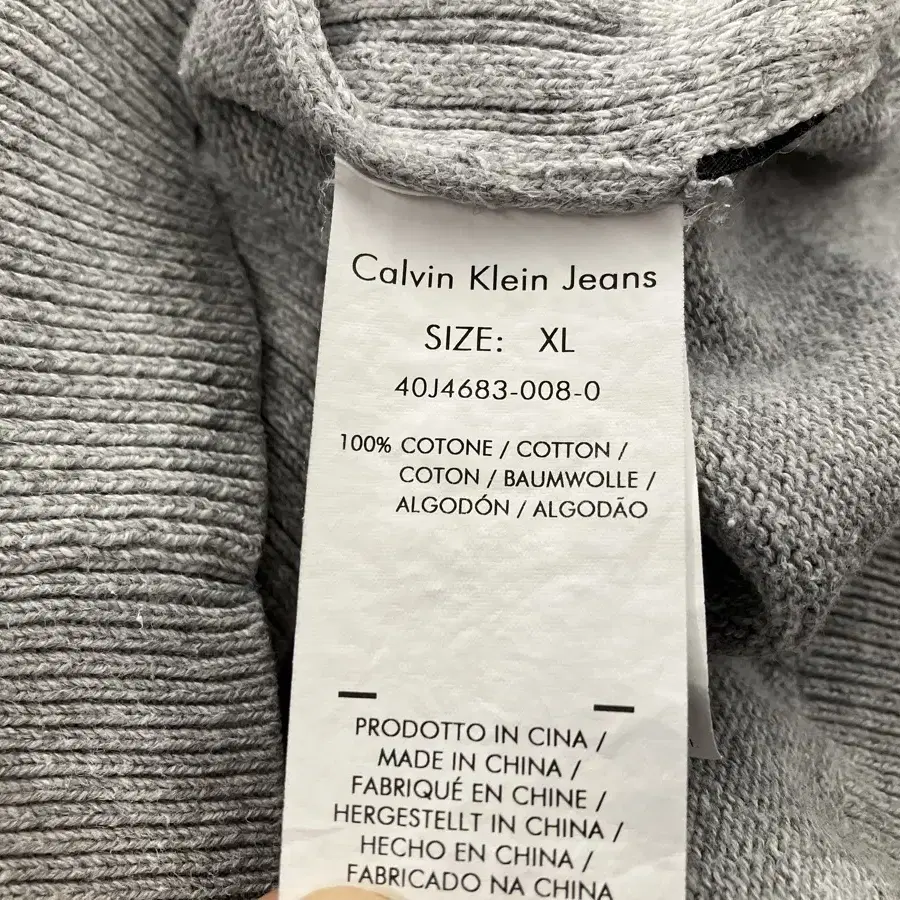 Calvin Klein Jeans
SIZE: XL
40J4683-008-0
100% COTONE / COTTON /
COTON / BAUMWOLLE /
ALGODÓN / ALGODÃO
PRODOTTO IN CINA /
MADE IN CHINA /
FABRIQUÉ EN CHINE /
HERGESTELLT IN CHINA /
HECHO EN CHINA /
FABRICADO NA CHINA